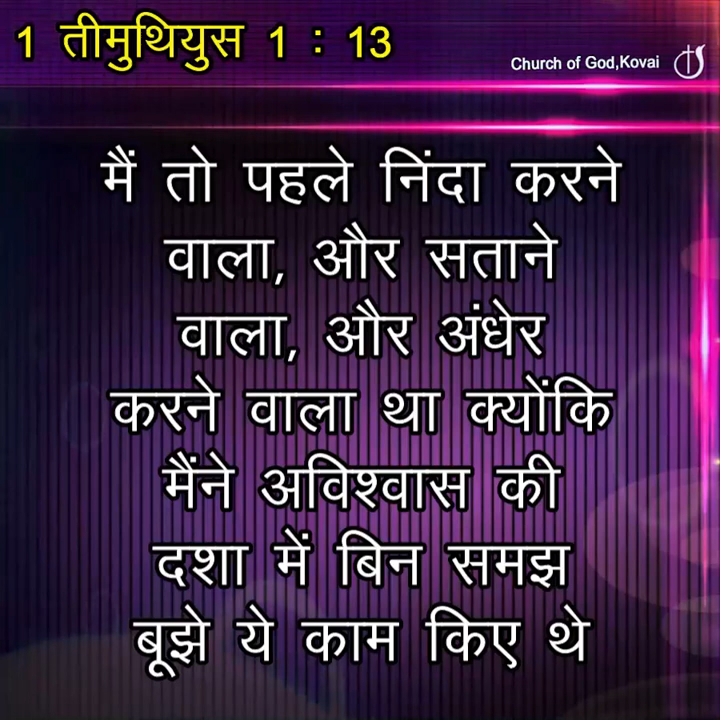 1 तीमुथियुस 1 : 13
Church of God,Kovai
मैं तो पहले निंदा करने
वाला, और सताने
वाला, और अंधेर
करने वाला था क्योंकि
मैंने अविश्वास की
दशा में बिन समझ
बूझे ये काम किए थे